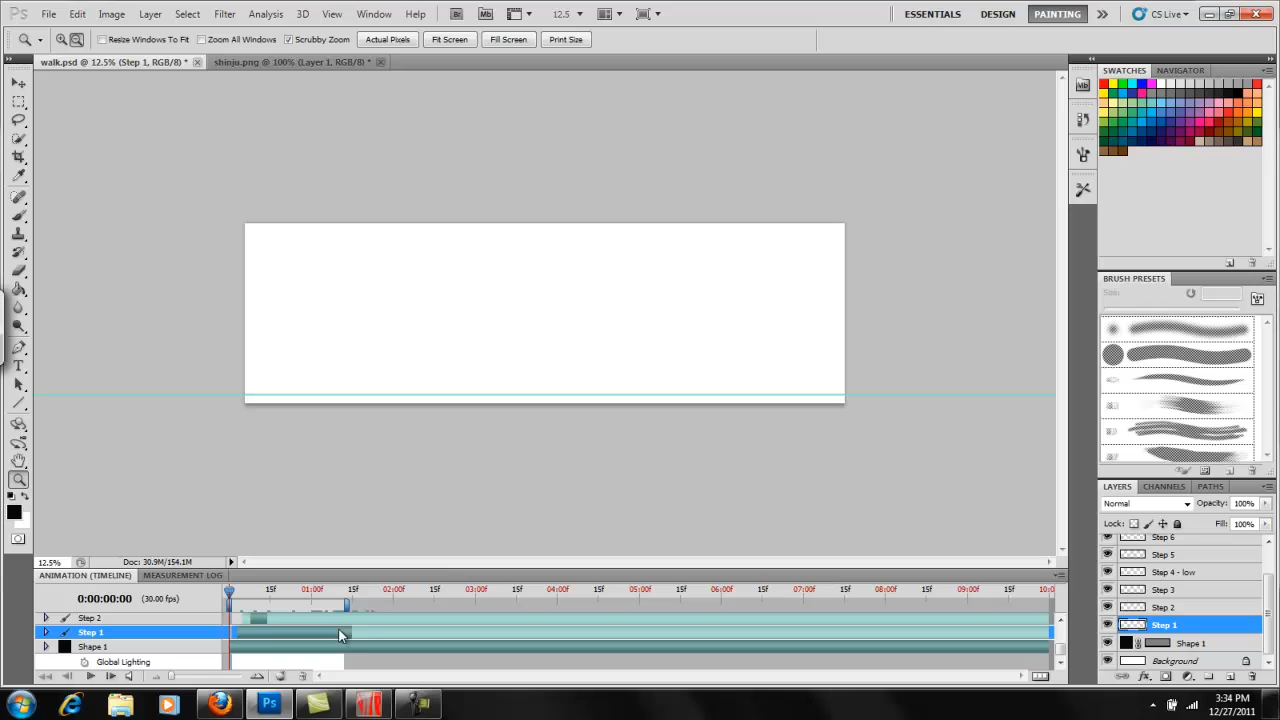 File Edit Image Layer Select Filter Analysis 3D View Window Help Br Mb 12.5 ESSENTIALS DESIGN PAINTING CS Live
Resize Windows To Fit Zoom All Windows Scrubby Zoom Actual Pixels Fit Screen Fill Screen Print Size
walk.psd @ 12.5% (Step 1, RGB/8) * shinju.png @ 100% (Layer 1, RGB/8) *
SWATCHES NAVIGATOR
Mb
BRUSH PRESETS
Size:
LAYERS CHANNELS PATHS
Normal Opacity: 100%
Lock: Fill: 100%
Step 6
Step 5
Step 4 - low
Step 3
Step 2
Step 1
Shape 1
Background
12.5% Doc: 30.9M/154.1M
ANIMATION (TIMELINE) MEASUREMENT LOG
0:00:00:00 (30.00 fps) 15f 01:00f 15f 02:00f 15f 03:00f 15f 04:00f 15f 05:00f 15f 06:00f 15f 07:00f 15f 08:00f 15f 09:00f 15f 10:0
Step 2
Step 1
Shape 1
Global Lighting
Ps
3:34 PM
12/27/2011